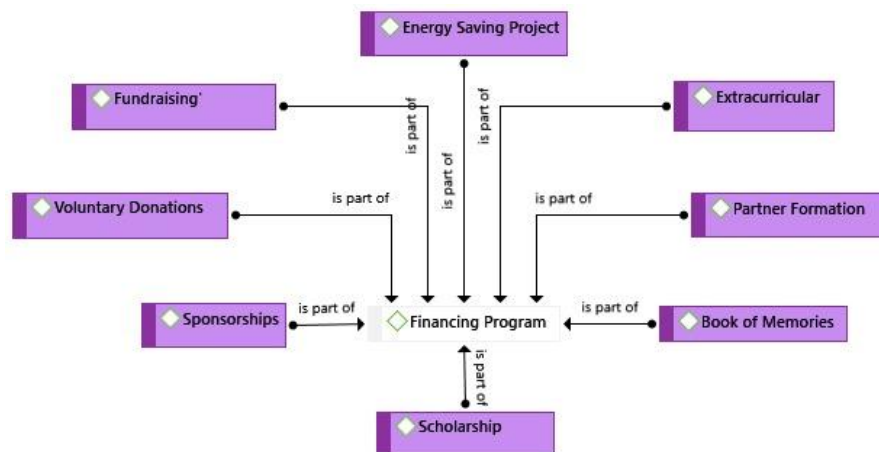 Energy Saving Project
Fundraising'
Extracurricular
is part of
is part of
is part of
Voluntary Donations
is part of
is part of
Partner Formation
Sponsorships
is part of
Financing Program
is part of
Book of Memories
is part of
Scholarship